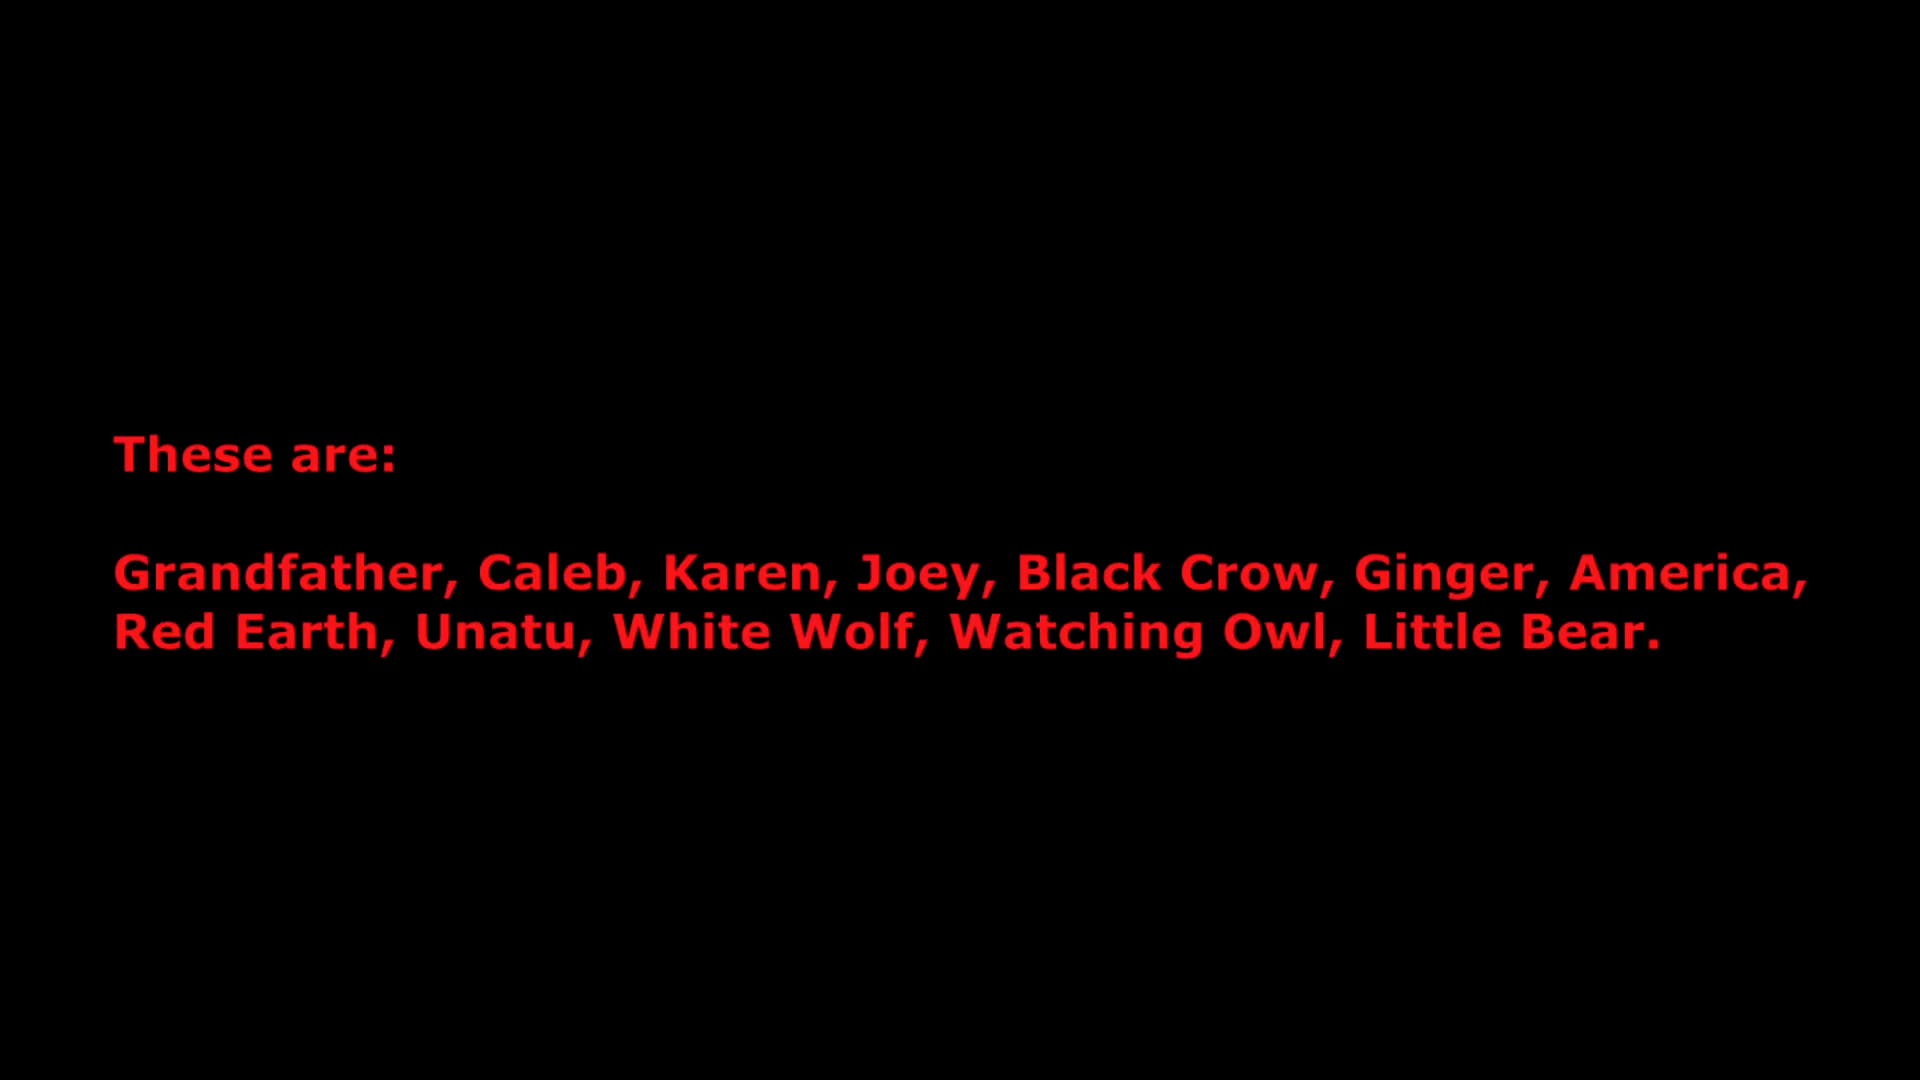 These are:
Grandfather, Caleb, Karen, Joey, Black Crow, Ginger, America,
Red Earth, Unatu, White Wolf, Watching Owl, Little Bear.